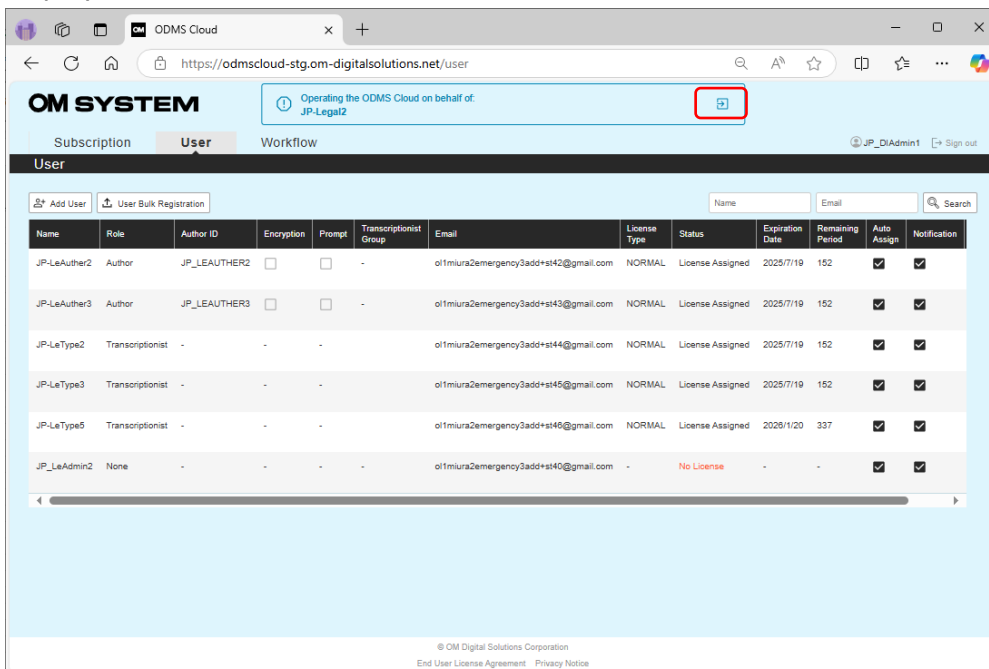 OM ODMS Cloud
https://odmscloud-stg.om-digitalsolutions.net/user
OM SYSTEM
Operating the ODMS Cloud on behalf of:
JP-Legal2
Subscription User Workflow
JP_DIAdmin1 Sign out
User
Add User User Bulk Registration Name Email Search
Name Role Author ID Encryption Prompt Transcriptionist Group Email License Type Status Expiration Date Remaining Period Auto Assign Notification
JP-LeAuther2 Author JP_LEAUTHER2 - ol1miura2emergency3add+st42@gmail.com NORMAL License Assigned 2025/7/19 152
JP-LeAuther3 Author JP_LEAUTHER3 - ol1miura2emergency3add+st43@gmail.com NORMAL License Assigned 2025/7/19 152
JP-LeType2 Transcriptionist - - - ol1miura2emergency3add+st44@gmail.com NORMAL License Assigned 2025/7/19 152
JP-LeType3 Transcriptionist - - - ol1miura2emergency3add+st45@gmail.com NORMAL License Assigned 2025/7/19 152
JP-LeType5 Transcriptionist - - - ol1miura2emergency3add+st46@gmail.com NORMAL License Assigned 2026/1/20 337
JP_LeAdmin2 None - - - - ol1miura2emergency3add+st40@gmail.com - No License - -
© OM Digital Solutions Corporation
End User License Agreement Privacy Notice